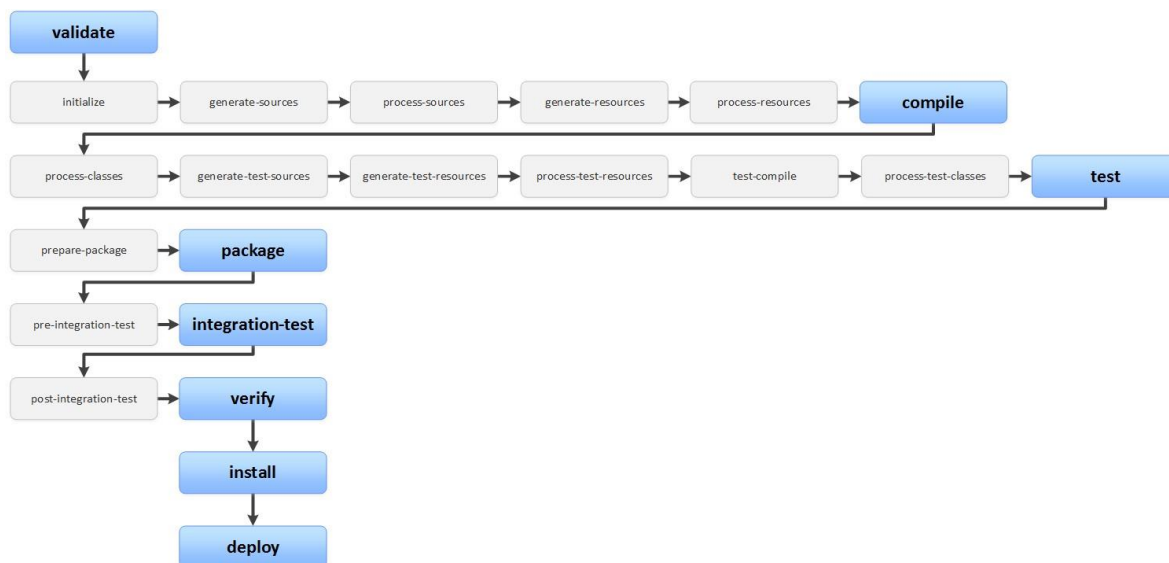 validate
initialize
generate-sources
process-sources
generate-resources
process-resources
compile
process-classes
generate-test-sources
generate-test-resources
process-test-resources
test-compile
process-test-classes
test
prepare-package
package
pre-integration-test
integration-test
post-integration-test
verify
install
deploy